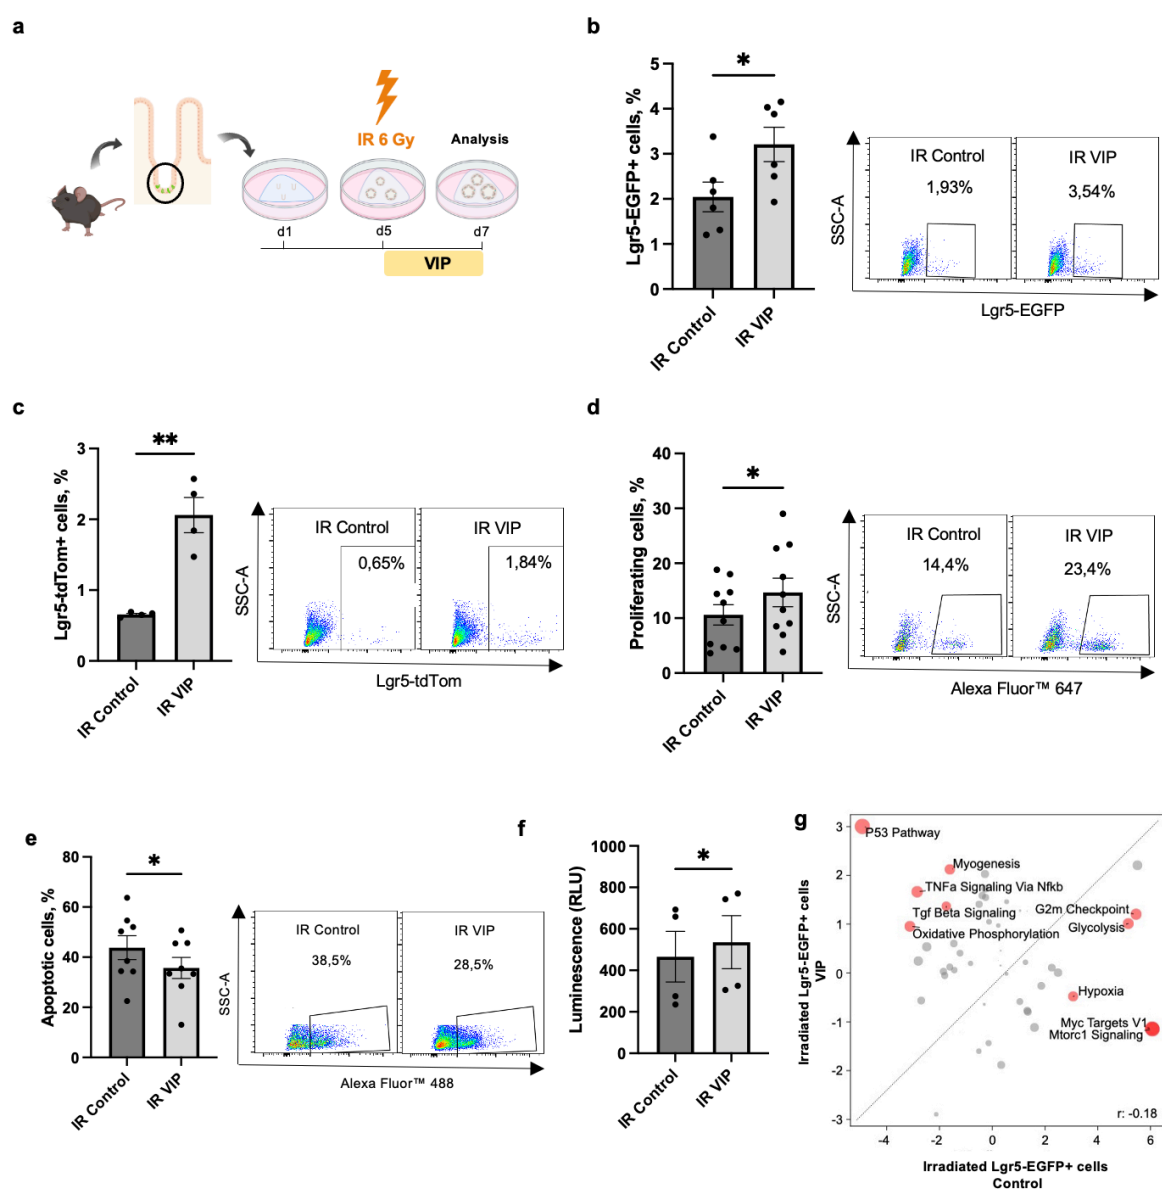 a
IR 6 Gy
Analysis
d1
d5
d7
VIP
b
Lgr5-EGFP+ cells, %
5
4
3
2
1
0
*
IR Control
IR VIP
SSC-A
IR Control
1,93%
IR VIP
3,54%
Lgr5-EGFP
c
Lgr5-tdTom+ cells, %
3
2
1
0
**
IR Control
IR VIP
SSC-A
IR Control
0,65%
IR VIP
1,84%
Lgr5-tdTom
d
Proliferating cells, %
40
30
20
10
0
*
IR Control
IR VIP
SSC-A
IR Control
14,4%
IR VIP
23,4%
Alexa Fluor™ 647
e
Apoptotic cells, %
80
60
40
20
0
*
IR Control
IR VIP
SSC-A
IR Control
38,5%
IR VIP
28,5%
Alexa Fluor™ 488
f
Luminescence (RLU)
1000
800
600
400
200
0
*
IR Control
IR VIP
g
Irradiated Lgr5-EGFP+ cells
VIP
3
2
1
0
-1
-2
-3
P53 Pathway
Myogenesis
TNFa Signaling Via Nfkb
Tgf Beta Signaling
G2m Checkpoint
Glycolysis
Oxidative Phosphorylation
Hypoxia
Myc Targets V1
Mtorc1 Signaling
r: -0.18
-4
-2
0
2
4
6
Irradiated Lgr5-EGFP+ cells
Control